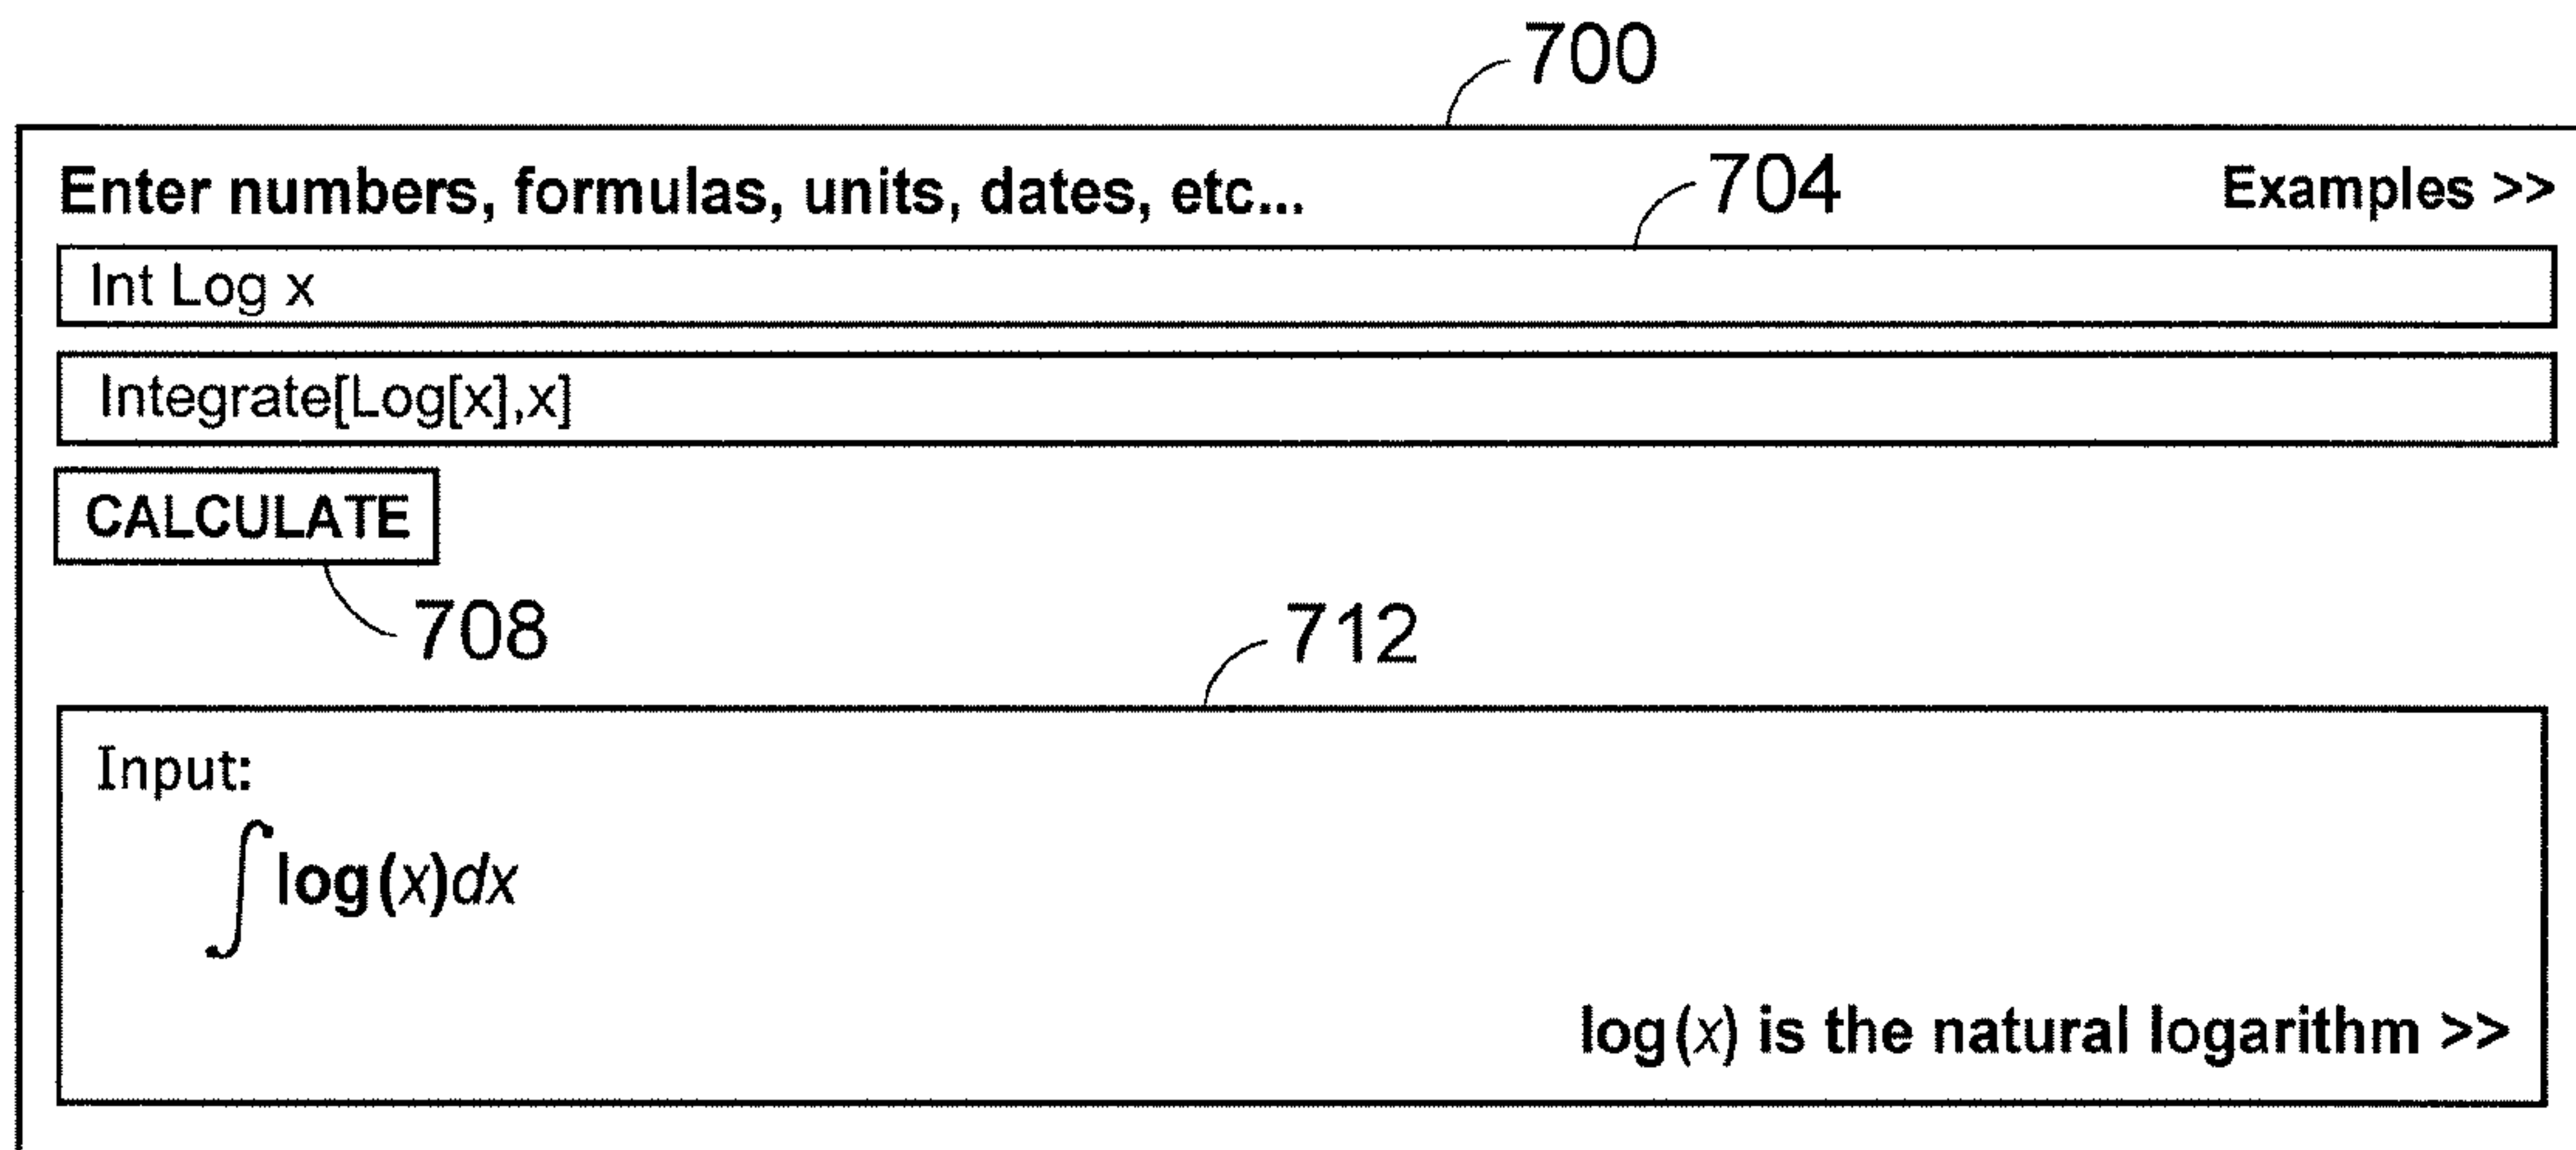 700
Enter numbers, formulas, units, dates, etc...
704
Examples >>
Int Log x
Integrate[Log[x],x]
CALCULATE
708
712
Input:
∫log(x)dx
log(x) is the natural logarithm >>